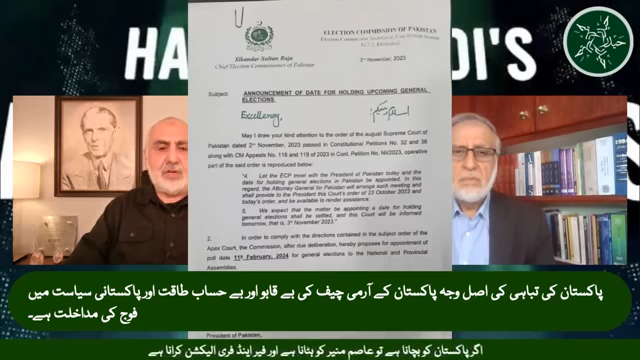 HA DI'S
ELECTION COMMISSION OF PAKISTAN
Sikandar Sultan Raja
Chief Election Commissioner of Pakistan
2nd November, 2023
Subject: ANNOUNCEMENT OF DATE FOR HOLDING UPCOMING GENERAL
ELECTIONS
Excellency,
May I draw your kind attention to the order of the august Supreme Court of
Pakistan dated 2nd November, 2023 passed in Constitutional Petitions No. 32 and 36
along with CM Appeals No. 118 and 119 of 2023 in Const. Petition No. Nil/2023, operative
part of the said order is reproduced below:
"4. Let the ECP meet with the President of Pakistan today and the
date for holding general elections in Pakistan be appointed. In this
regard, the Attorney General for Pakistan will arrange such meeting and
shall provide to the President this Court's order of 23 October 2023 and
today's order, and be available to render assistance.
5. We expect that the matter be appointing a date for holding
general elections shall be settled, and this Court will be informed
tomorrow, that is, 3rd November 2023."
2. In order to comply with the directions contained in the subject order of the
Apex Court, the Commission, after due deliberation, hereby proposes for appointment of
poll date 11th February, 2024 for general elections to the National and Provincial
Assemblies.
پاکستان کی تباہی کی اصل وجہ پاکستان کے آرمی چیف کی بے قابو اور بے حساب طاقت اور پاکستانی سیاست میں
فوج کی مداخلت ہے۔
President of Pakistan,
اگر پاکستان کو بچانا ہے تو عاصم منیر کو ہٹانا ہے اور فیر اینڈ فری الیکشن کرانا ہے